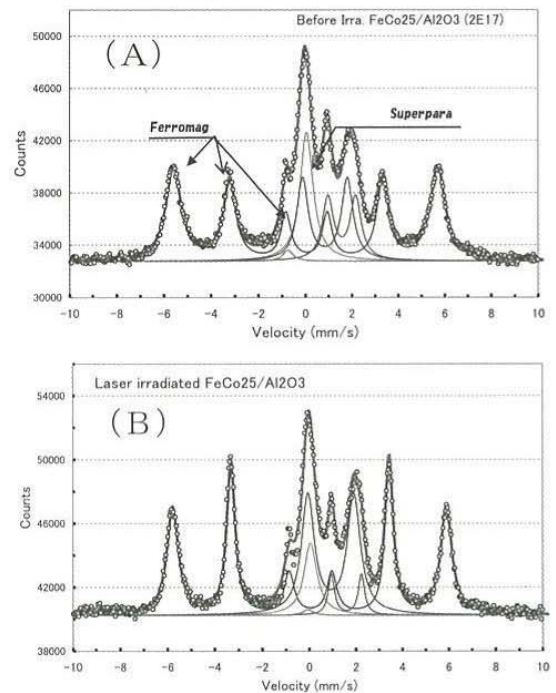 Before Irra. FeCo25/Al2O3 (2E17)
(A)
50000
46000
42000
38000
34000
30000
Counts
Ferromag
Superpara
-10 -8 -6 -4 -2 0 2 4 6 8 10
Velocity (mm/s)
Laser irradiated FeCo25/Al2O3
(B)
54000
50000
46000
42000
38000
Counts
-10 -8 -6 -4 -2 0 2 4 6 8 10
Velocity (mm/s)